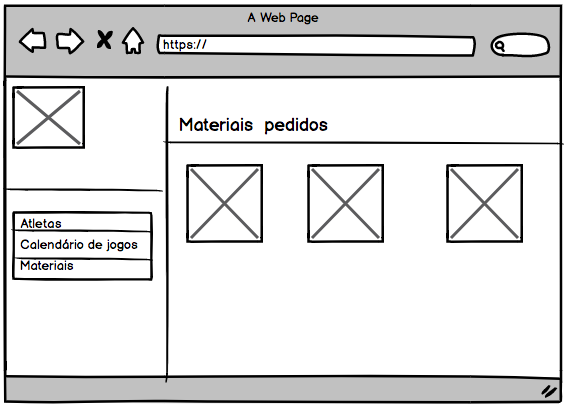 A Web Page
https://
Materiais pedidos
Atletas
Calendário de jogos
Materiais